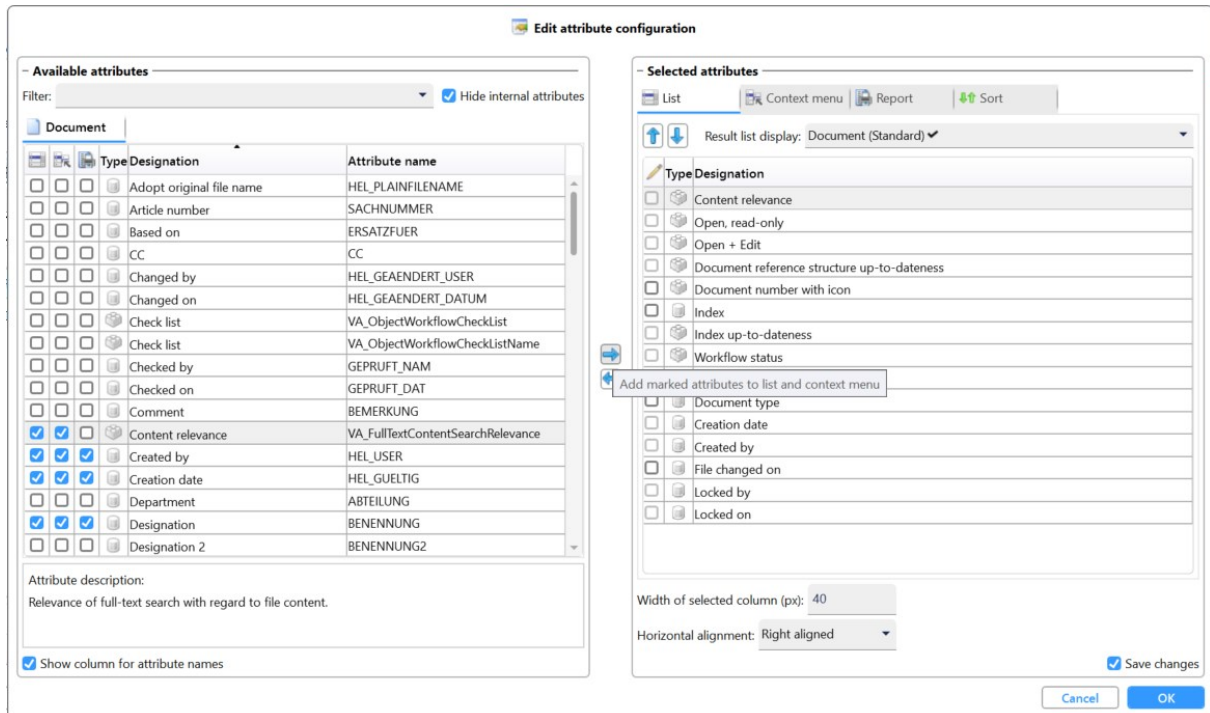 Edit attribute configuration
Available attributes
Filter:
Hide internal attributes
Document
Type Designation Attribute name
Adopt original file name HEL_PLAINFILENAME
Article number SACHNUMMER
Based on ERSATZFUER
CC CC
Changed by HEL_GEAENDERT_USER
Changed on HEL_GEAENDERT_DATUM
Check list VA_ObjectWorkflowCheckList
Check list VA_ObjectWorkflowCheckListName
Checked by GEPRUFT_NAM
Checked on GEPRUFT_DAT
Comment BEMERKUNG
Content relevance VA_FullTextContentSearchRelevance
Created by HEL_USER
Creation date HEL_GUELTIG
Department ABTEILUNG
Designation BENENNUNG
Designation 2 BENENNUNG2
Attribute description:
Relevance of full-text search with regard to file content.
Show column for attribute names
Selected attributes
List Context menu Report Sort
Result list display: Document (Standard) ✔
Type Designation
Content relevance
Open, read-only
Open + Edit
Document reference structure up-to-dateness
Document number with icon
Index
Index up-to-dateness
Workflow status
Add marked attributes to list and context menu
Document type
Creation date
Created by
File changed on
Locked by
Locked on
Width of selected column (px): 40
Horizontal alignment: Right aligned
Save changes
Cancel OK